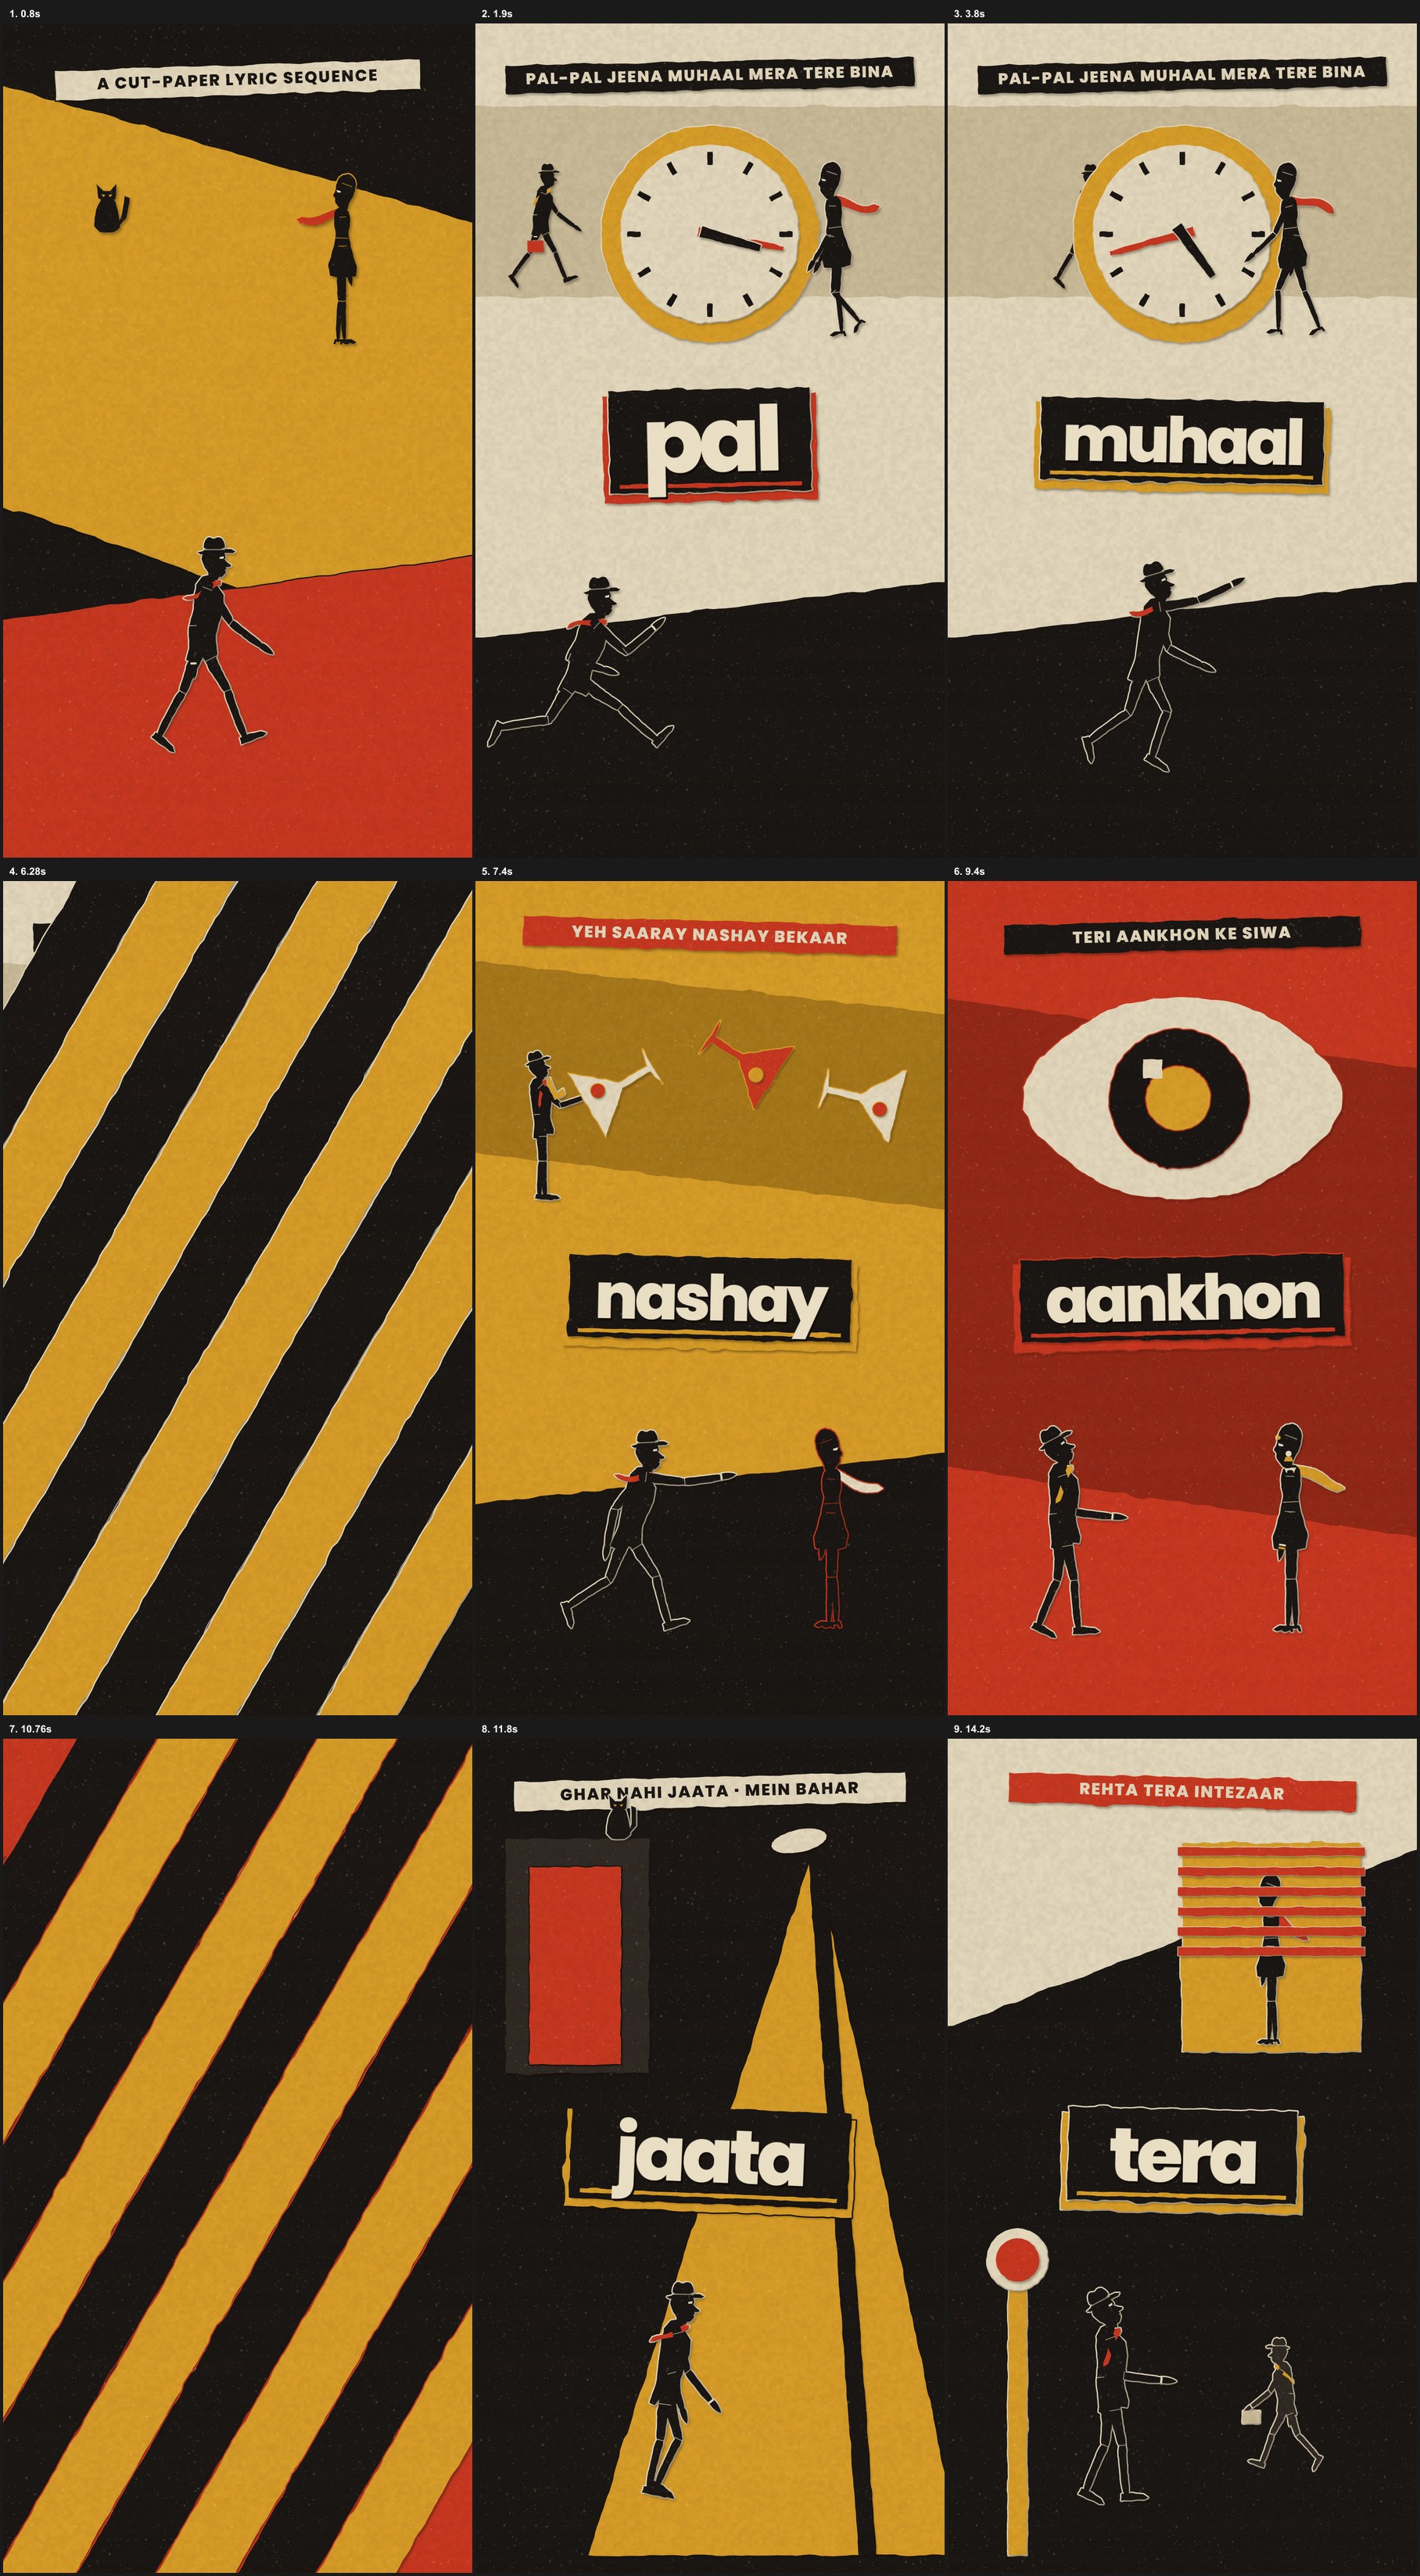 1. 0.8s
A CUT-PAPER LYRIC SEQUENCE
2. 1.9s
PAL-PAL JEENA MUHAAL MERA TERE BINA
pal
3. 3.8s
PAL-PAL JEENA MUHAAL MERA TERE BINA
muhaal
4. 6.28s
5. 7.4s
YEH SAARAY NASHAY BEKAAR
nashay
6. 9.4s
TERI AANKHON KE SIWA
aankhon
7. 10.76s
8. 11.8s
GHAR NAHI JAATA · MEIN BAHAR
jaata
9. 14.2s
REHTA TERA INTEZAAR
tera